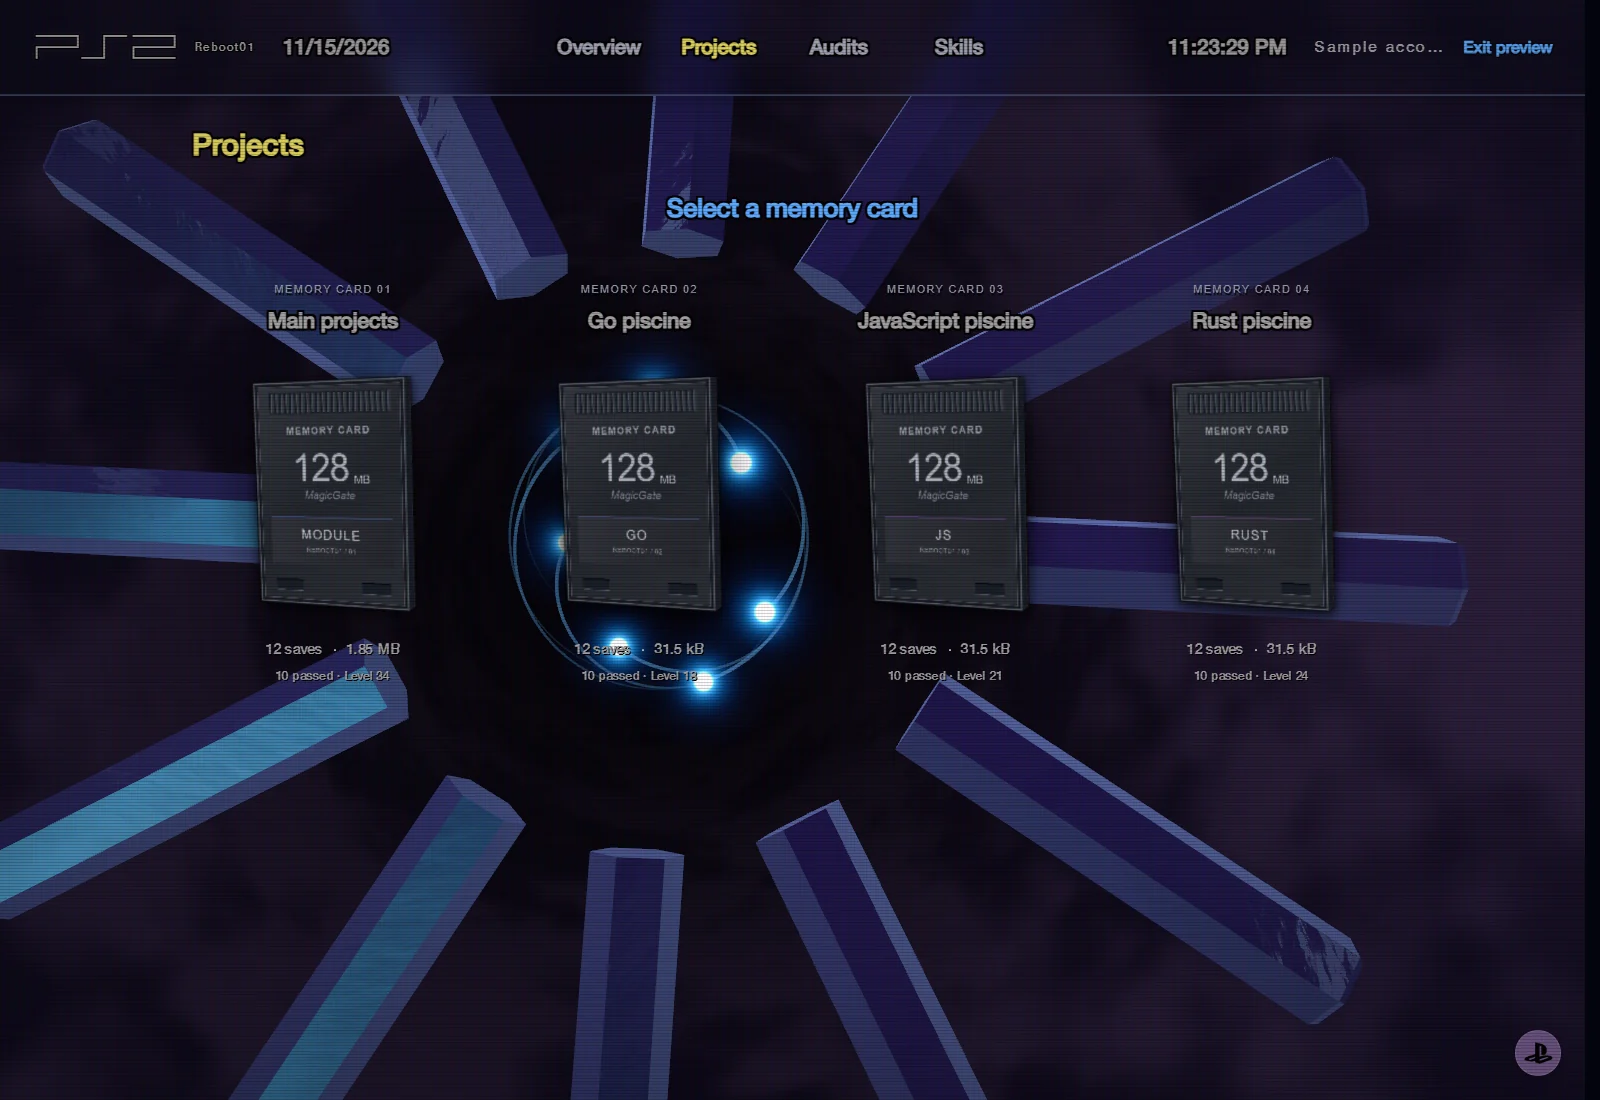 PS2 Reboot01 11/15/2026 Overview Projects Audits Skills 11:23:29 PM Sample acco... Exit preview
Projects
Select a memory card
MEMORY CARD 01
Main projects
MEMORY CARD
128 MB
MagicGate
MODULE
12 saves · 1.85 MB
10 passed · Level 34
MEMORY CARD 02
Go piscine
MEMORY CARD
128 MB
MagicGate
GO
12 saves · 31.5 kB
10 passed · Level 18
MEMORY CARD 03
JavaScript piscine
MEMORY CARD
128 MB
MagicGate
JS
12 saves · 31.5 kB
10 passed · Level 21
MEMORY CARD 04
Rust piscine
MEMORY CARD
128 MB
MagicGate
RUST
12 saves · 31.5 kB
10 passed · Level 24